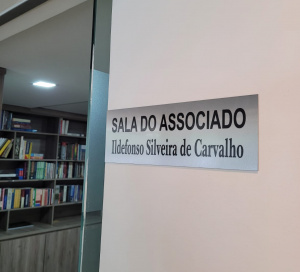 SALA DO ASSOCIADO
Ildefonso Silveira de Carvalho